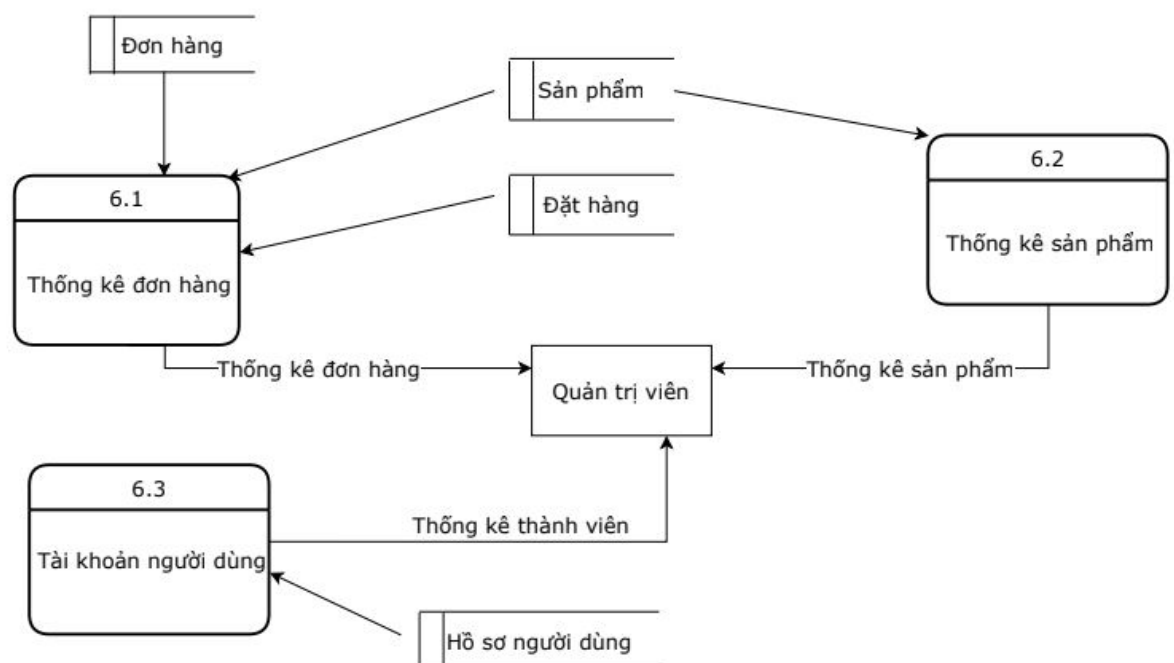 Đơn hàng
Sản phẩm
6.2
Thống kê sản phẩm
6.1
Thống kê đơn hàng
Đặt hàng
Thống kê đơn hàng
Quản trị viên
Thống kê sản phẩm
6.3
Tài khoản người dùng
Thống kê thành viên
Hồ sơ người dùng